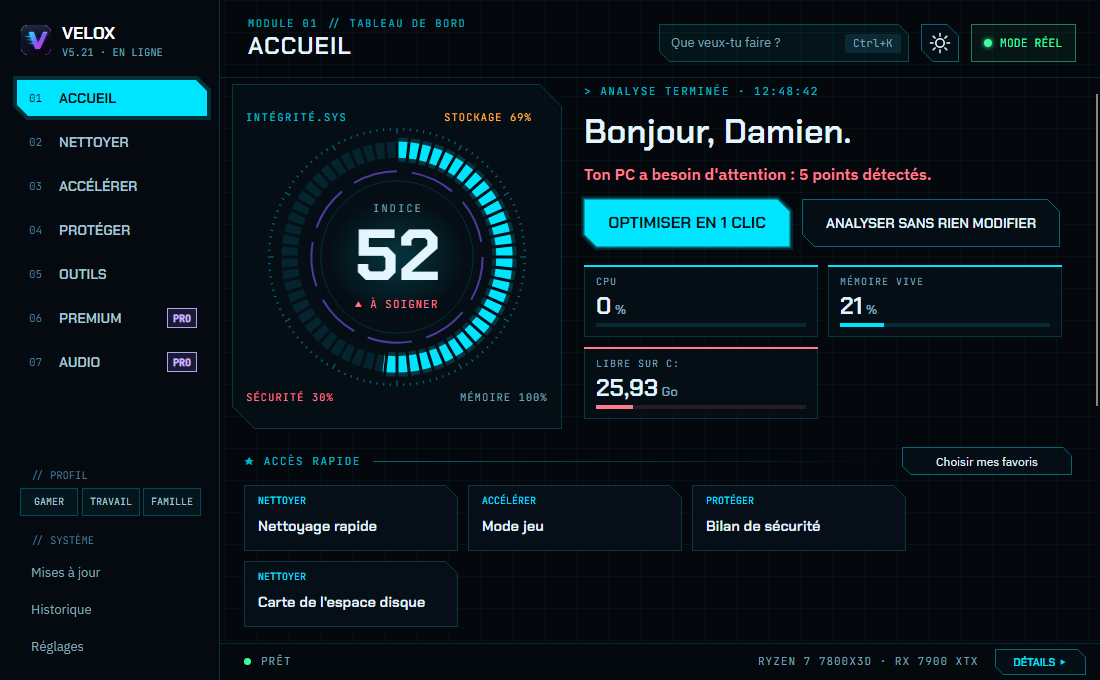 VELOX
V5.21 · EN LIGNE
01 ACCUEIL
02 NETTOYER
03 ACCÉLÉRER
04 PROTÉGER
05 OUTILS
06 PREMIUM PRO
07 AUDIO PRO
// PROFIL
GAMER TRAVAIL FAMILLE
// SYSTÈME
Mises à jour
Historique
Réglages
MODULE 01 // TABLEAU DE BORD
ACCUEIL
Que veux-tu faire ? Ctrl+K
MODE RÉEL
INTÉGRITÉ.SYS STOCKAGE 69%
INDICE
52
▲ À SOIGNER
SÉCURITÉ 30% MÉMOIRE 100%
> ANALYSE TERMINÉE · 12:48:42
Bonjour, Damien.
Ton PC a besoin d'attention : 5 points détectés.
OPTIMISER EN 1 CLIC ANALYSER SANS RIEN MODIFIER
CPU
0 %
MÉMOIRE VIVE
21 %
LIBRE SUR C:
25,93 Go
★ ACCÈS RAPIDE Choisir mes favoris
NETTOYER
Nettoyage rapide
ACCÉLÉRER
Mode jeu
PROTÉGER
Bilan de sécurité
NETTOYER
Carte de l'espace disque
PRÊT
RYZEN 7 7800X3D · RX 7900 XTX
DÉTAILS ▸